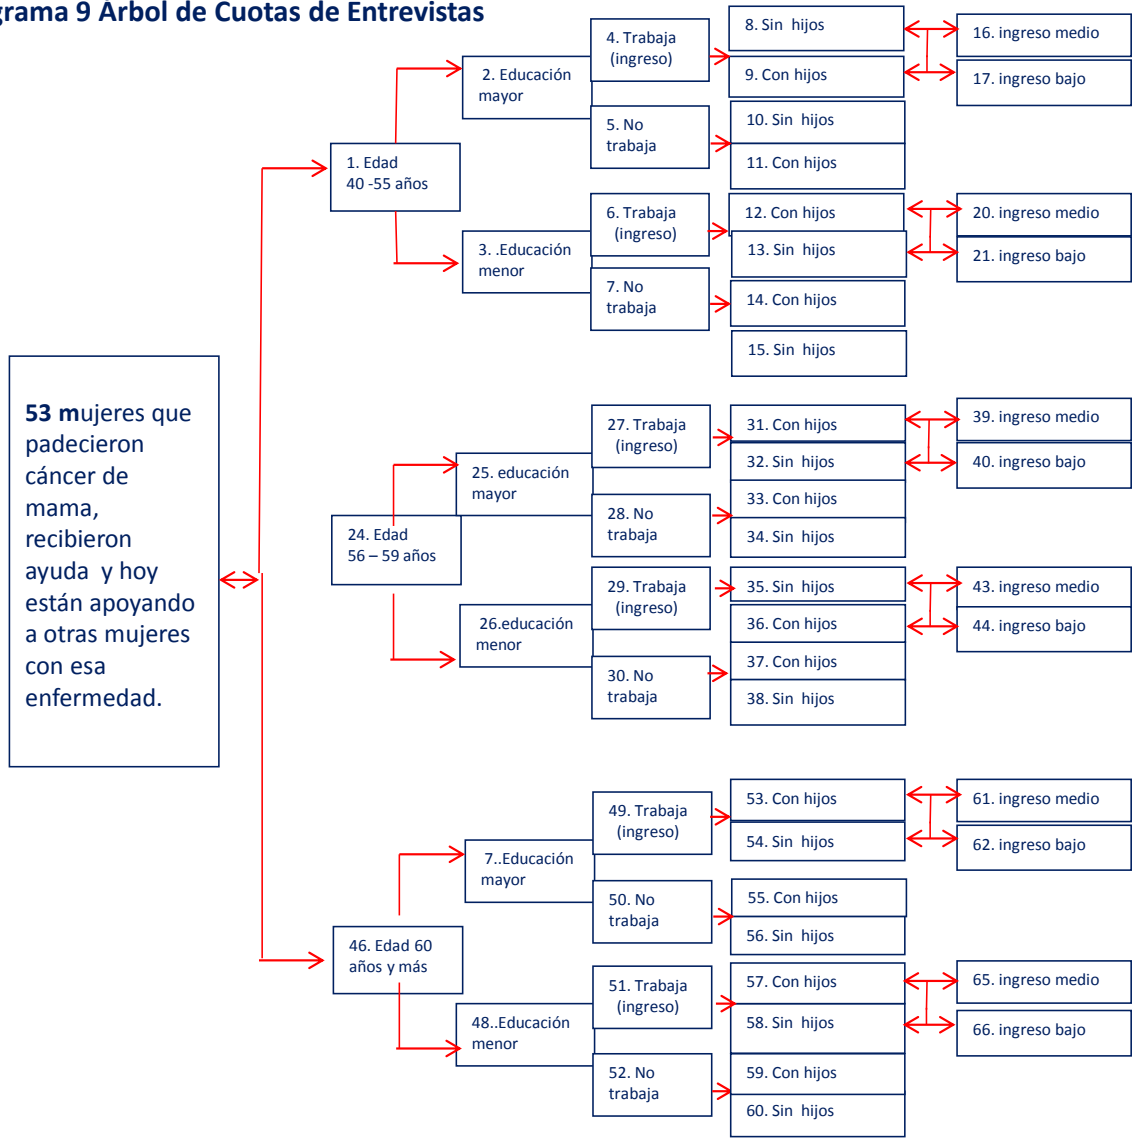 grama 9 Árbol de Cuotas de Entrevistas
53 mujeres que
padecieron
cáncer de
mama,
recibieron
ayuda y hoy
están apoyando
a otras mujeres
con esa
enfermedad.
1. Edad
40 -55 años
2. Educación
mayor
3. .Educación
menor
4. Trabaja
(ingreso)
5. No
trabaja
6. Trabaja
(ingreso)
7. No
trabaja
8. Sin hijos
9. Con hijos
10. Sin hijos
11. Con hijos
12. Con hijos
13. Sin hijos
14. Con hijos
15. Sin hijos
16. ingreso medio
17. ingreso bajo
20. ingreso medio
21. ingreso bajo
24. Edad
56 – 59 años
25. educación
mayor
26.educación
menor
27. Trabaja
(ingreso)
28. No
trabaja
29. Trabaja
(ingreso)
30. No
trabaja
31. Con hijos
32. Sin hijos
33. Con hijos
34. Sin hijos
35. Sin hijos
36. Con hijos
37. Con hijos
38. Sin hijos
39. ingreso medio
40. ingreso bajo
43. ingreso medio
44. ingreso bajo
46. Edad 60
años y más
7..Educación
mayor
48..Educación
menor
49. Trabaja
(ingreso)
50. No
trabaja
51. Trabaja
(ingreso)
52. No
trabaja
53. Con hijos
54. Sin hijos
55. Con hijos
56. Sin hijos
57. Con hijos
58. Sin hijos
59. Con hijos
60. Sin hijos
61. ingreso medio
62. ingreso bajo
65. ingreso medio
66. ingreso bajo